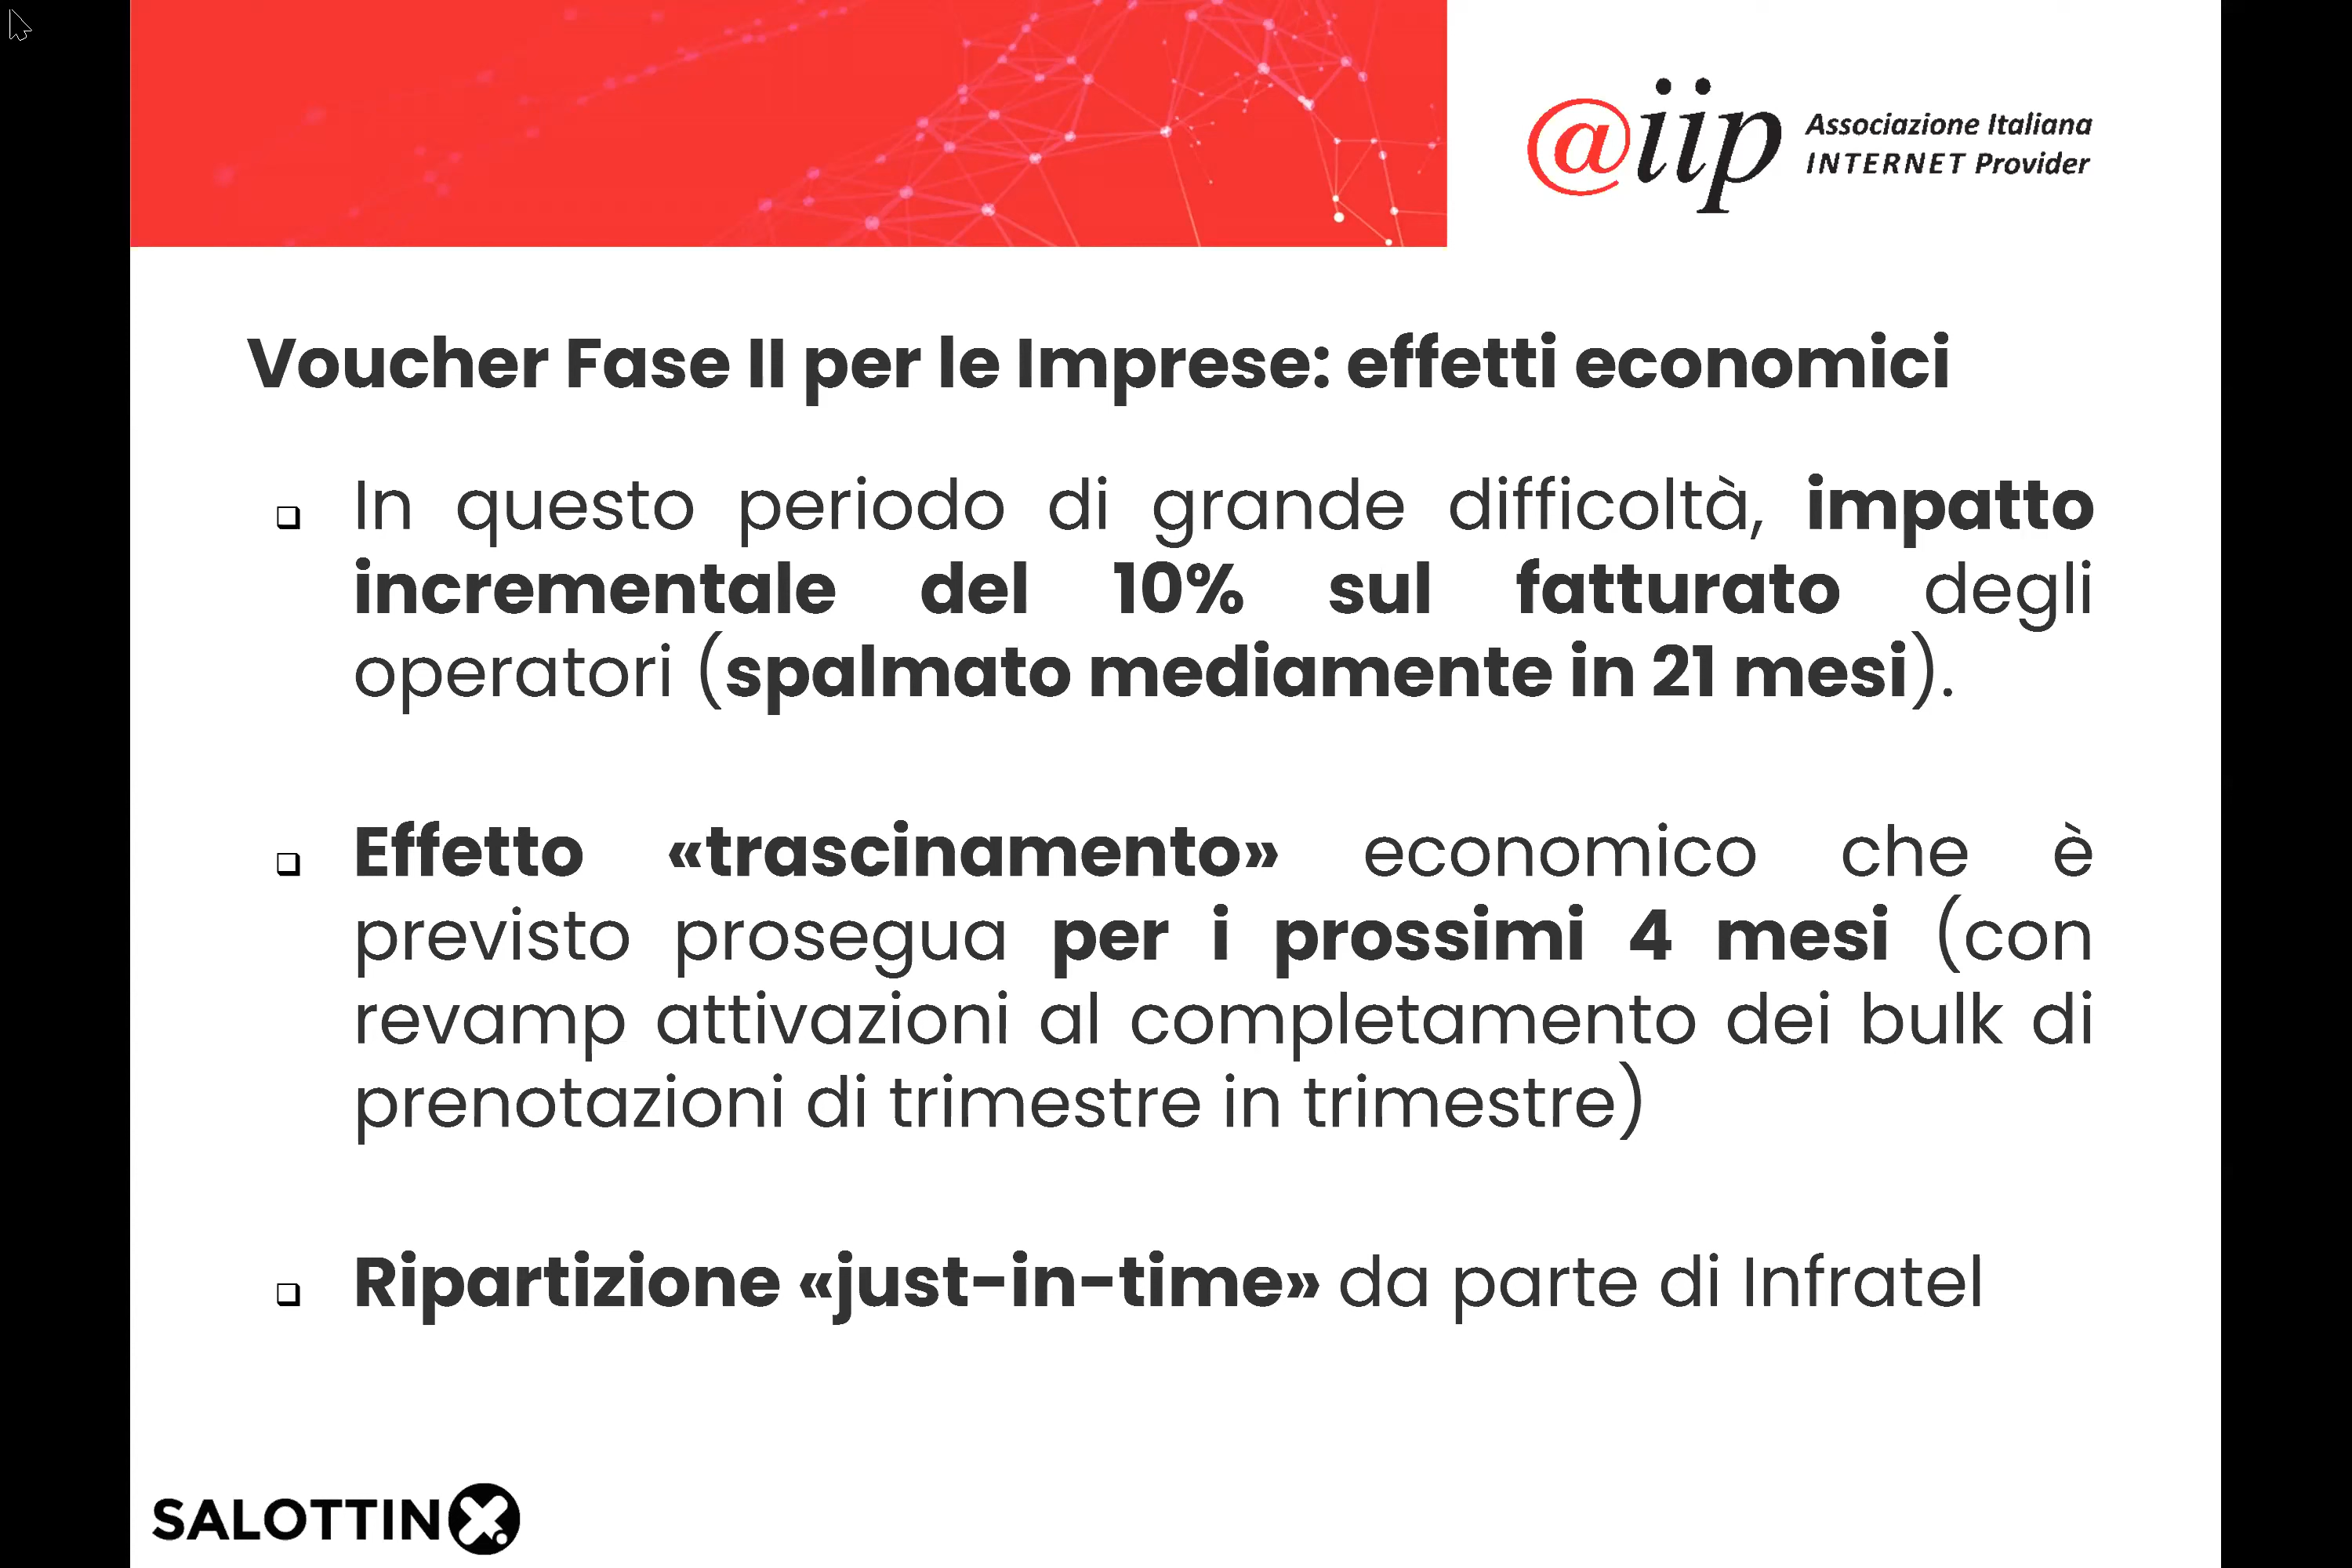 @iip Associazione Italiana
INTERNET Provider
Voucher Fase II per le Imprese: effetti economici
❑ In questo periodo di grande difficoltà, impatto
incrementale del 10% sul fatturato degli
operatori (spalmato mediamente in 21 mesi).
❑ Effetto «trascinamento» economico che è
previsto prosegua per i prossimi 4 mesi (con
revamp attivazioni al completamento dei bulk di
prenotazioni di trimestre in trimestre)
❑ Ripartizione «just-in-time» da parte di Infratel
SALOTTINX